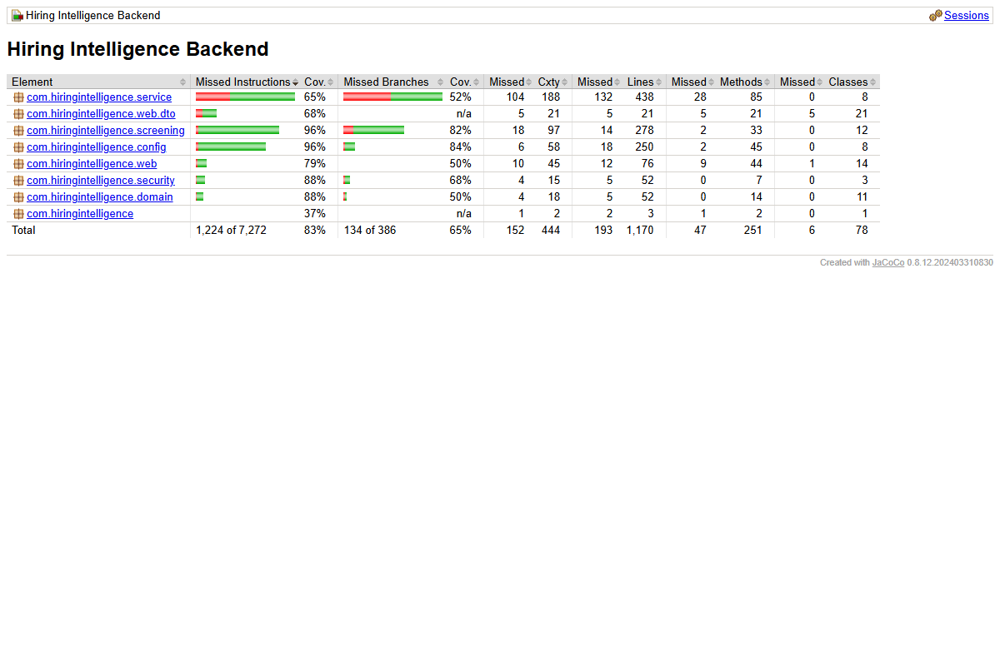 Hiring Intelligence Backend Sessions
Hiring Intelligence Backend
Element Missed Instructions Cov. Missed Branches Cov. Missed Cxty Missed Lines Missed Methods Missed Classes
com.hiringintelligence.service 65% 52% 104 188 132 438 28 85 0 8
com.hiringintelligence.web.dto 68% n/a 5 21 5 21 5 21 5 21
com.hiringintelligence.screening 96% 82% 18 97 14 278 2 33 0 12
com.hiringintelligence.config 96% 84% 6 58 18 250 2 45 0 8
com.hiringintelligence.web 79% 50% 10 45 12 76 9 44 1 14
com.hiringintelligence.security 88% 68% 4 15 5 52 0 7 0 3
com.hiringintelligence.domain 88% 50% 4 18 5 52 0 14 0 11
com.hiringintelligence 37% n/a 1 2 2 3 1 2 0 1
Total 1,224 of 7,272 83% 134 of 386 65% 152 444 193 1,170 47 251 6 78
Created with JaCoCo 0.8.12.202403310830